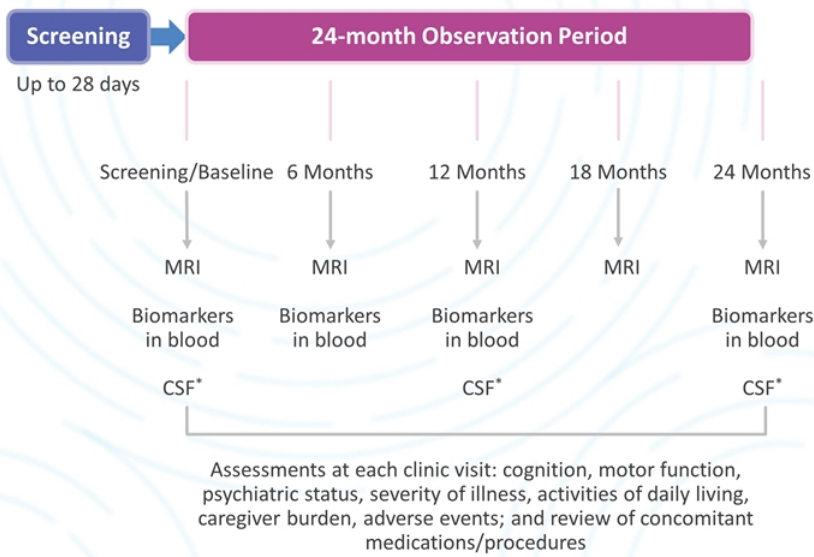 Screening
24-month Observation Period
Up to 28 days
Screening/Baseline 6 Months 12 Months 18 Months 24 Months
MRI MRI MRI MRI MRI
Biomarkers Biomarkers Biomarkers Biomarkers
in blood in blood in blood in blood
CSF* CSF* CSF*
Assessments at each clinic visit: cognition, motor function,
psychiatric status, severity of illness, activities of daily living,
caregiver burden, adverse events; and review of concomitant
medications/procedures